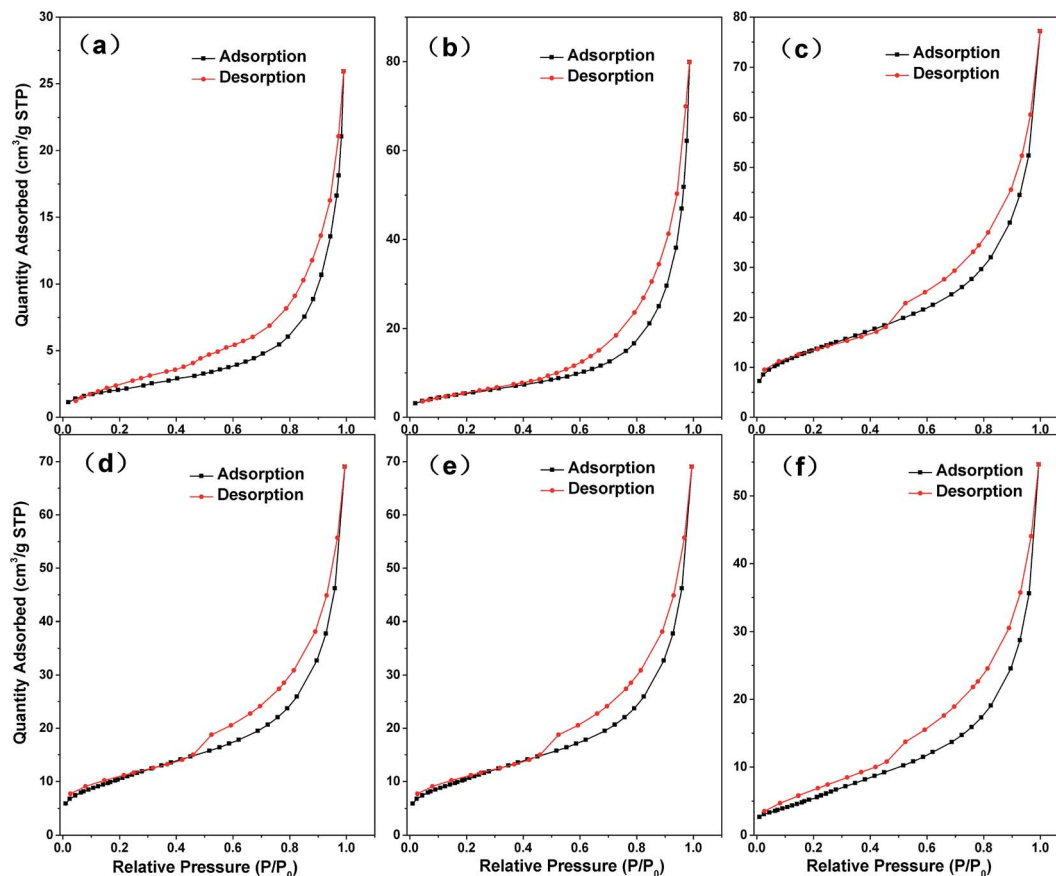 (a)
Adsorption
Desorption
30
25
20
15
10
5
0
0.0 0.2 0.4 0.6 0.8 1.0
Quantity Adsorbed (cm³/g STP)
(b)
Adsorption
Desorption
80
60
40
20
0
0.0 0.2 0.4 0.6 0.8 1.0
(c)
Adsorption
Desorption
80
70
60
50
40
30
20
10
0
0.0 0.2 0.4 0.6 0.8 1.0
(d)
Adsorption
Desorption
70
60
50
40
30
20
10
0
0.0 0.2 0.4 0.6 0.8 1.0
Quantity Adsorbed (cm³/g STP)
Relative Pressure (P/P₀)
(e)
Adsorption
Desorption
70
60
50
40
30
20
10
0
0.0 0.2 0.4 0.6 0.8 1.0
Relative Pressure (P/P₀)
(f)
Adsorption
Desorption
50
40
30
20
10
0
0.0 0.2 0.4 0.6 0.8 1.0
Relative Pressure (P/P₀)